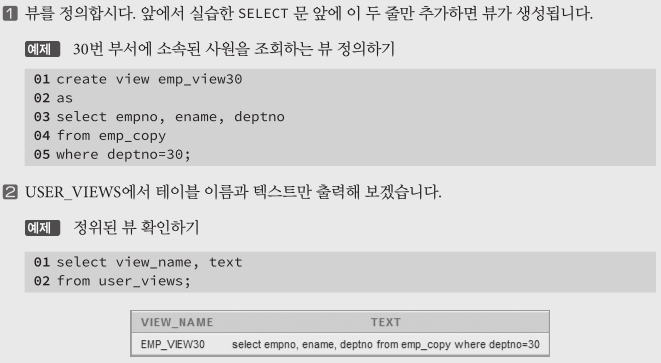 1 뷰를 정의합시다. 앞에서 실습한 SELECT 문 앞에 이 두 줄만 추가하면 뷰가 생성됩니다.
예제 30번 부서에 소속된 사원을 조회하는 뷰 정의하기
01 create view emp_view30
02 as
03 select empno, ename, deptno
04 from emp_copy
05 where deptno=30;
2 USER_VIEWS에서 테이블 이름과 텍스트만 출력해 보겠습니다.
예제 정위된 뷰 확인하기
01 select view_name, text
02 from user_views;
VIEW_NAME TEXT
EMP_VIEW30 select empno, ename, deptno from emp_copy where deptno=30